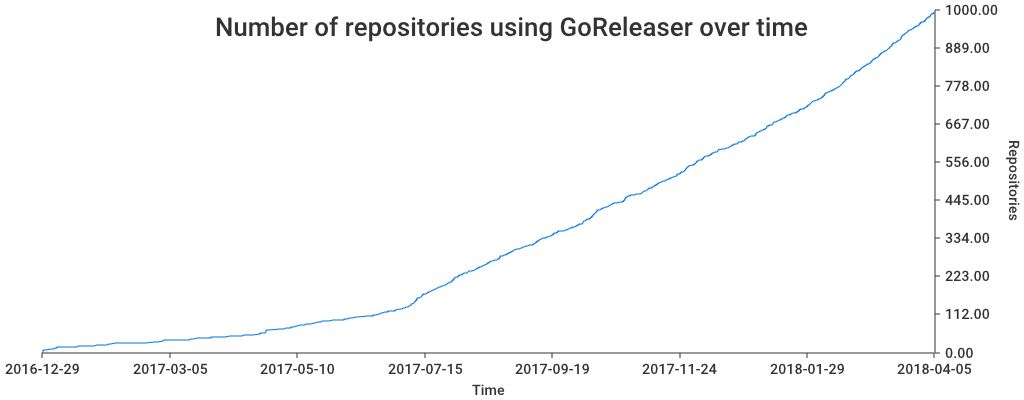 Number of repositories using GoReleaser over time
1000.00
889.00
778.00
667.00
556.00
445.00
334.00
223.00
112.00
0.00
Repositories
2016-12-29 2017-03-05 2017-05-10 2017-07-15 2017-09-19 2017-11-24 2018-01-29 2018-04-05
Time